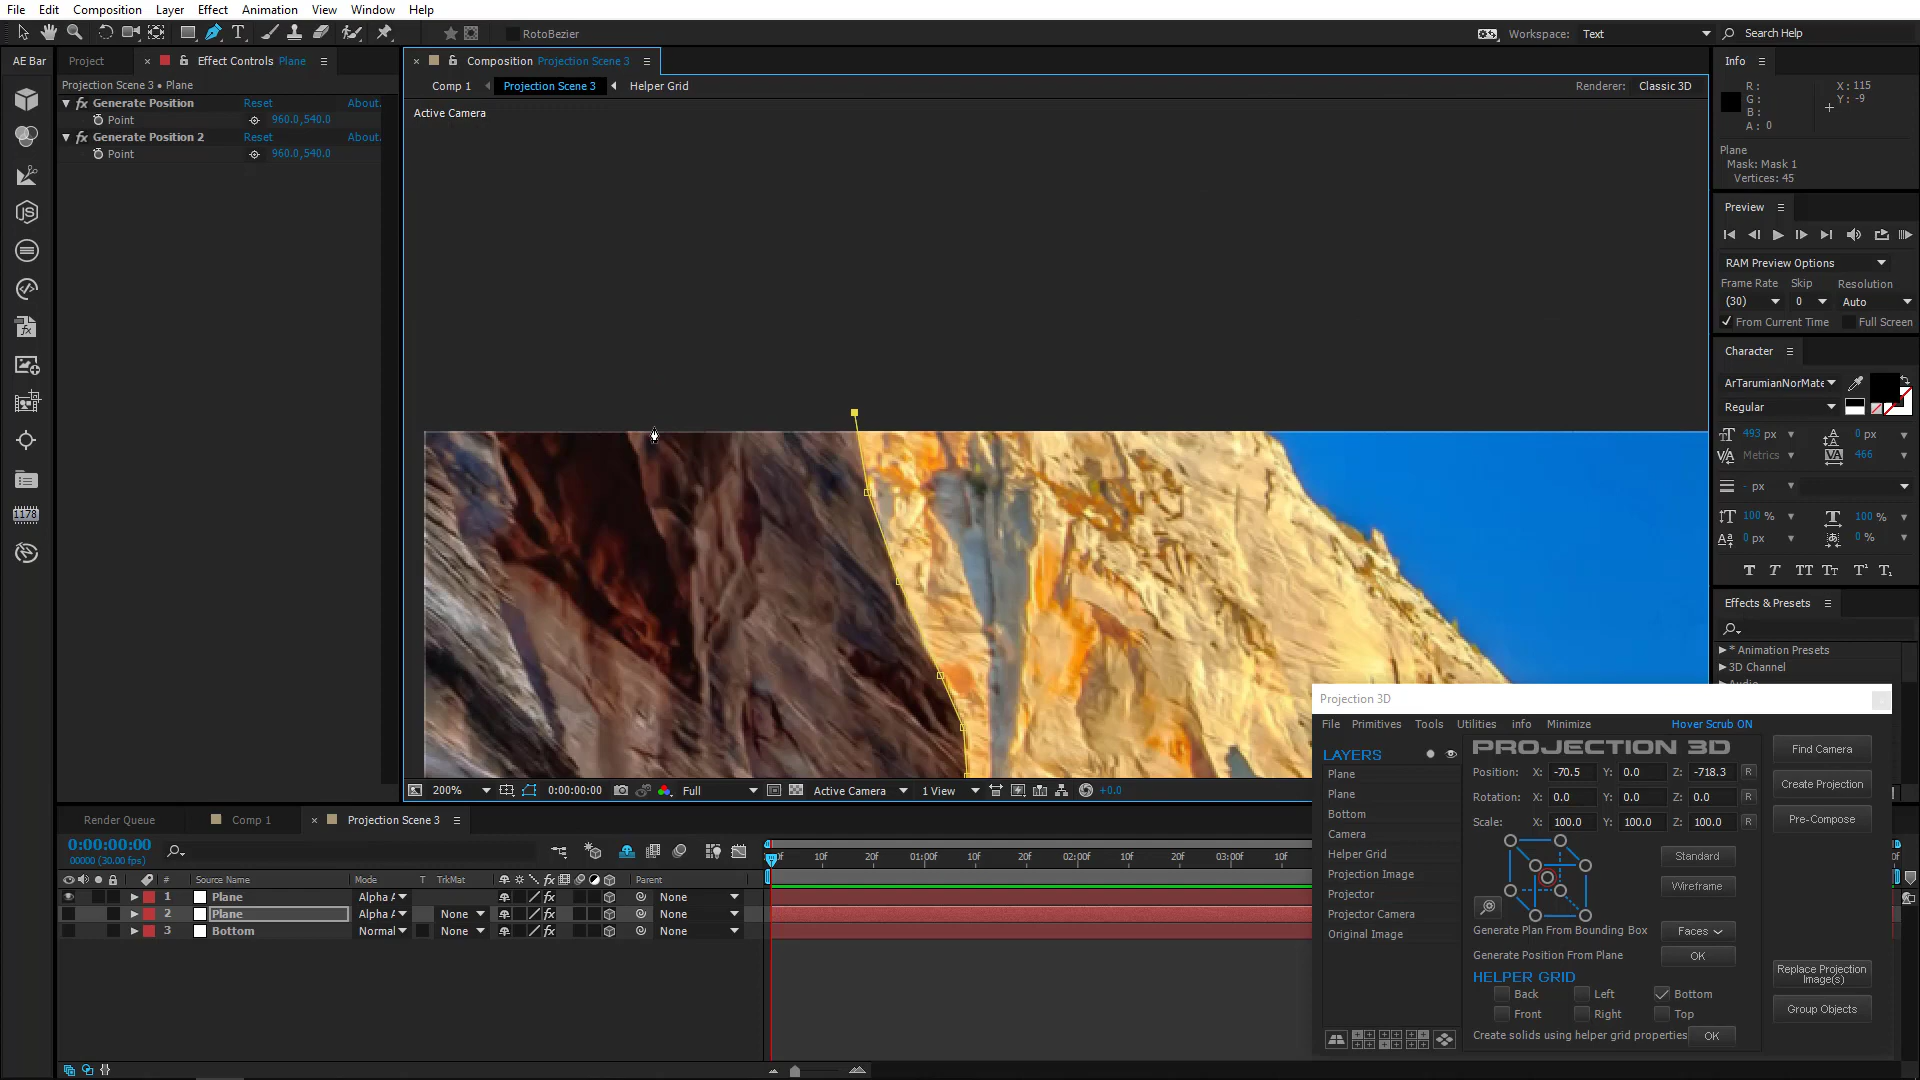 File Edit Composition Layer Effect Animation View Window Help
RotoBezier
Workspace: Text
Search Help
AE Bar
Project
Effect Controls Plane
Projection Scene 3 • Plane
fx Generate Position Reset About.
Point 960.0,540.0
fx Generate Position 2 Reset About.
Point 960.0,540.0
Composition Projection Scene 3
Comp 1 Projection Scene 3 Helper Grid
Renderer: Classic 3D
Active Camera
Info
R:
G:
B:
A: 0
X: 115
Y: -9
Plane
Mask: Mask 1
Vertices: 45
Preview
RAM Preview Options
Frame Rate Skip Resolution
(30) 0 Auto
From Current Time Full Screen
Character
ArTarumianNorMate
Regular
493 px 0 px
Metrics 466
- px
100 % 100 %
0 px 0 %
T T TT Tr T¹ T₁
Effects & Presets
* Animation Presets
3D Channel
Projection 3D
File Primitives Tools Utilities info Minimize Hover Scrub ON
LAYERS
Plane
Plane
Bottom
Camera
Helper Grid
Projection Image
Projector
Projector Camera
Original Image
PROJECTION 3D
Position: X: -70.5 Y: 0.0 Z: -718.3 R
Rotation: X: 0.0 Y: 0.0 Z: 0.0 R
Scale: X: 100.0 Y: 100.0 Z: 100.0 R
Standard
Wireframe
Generate Plan From Bounding Box Faces
Generate Position From Plane OK
HELPER GRID
Back Left Bottom
Front Right Top
Create solids using helper grid properties OK
Find Camera
Create Projection
Pre-Compose
Replace Projection
Image(s)
Group Objects
200% 0:00:00:00 Full Active Camera 1 View +0.0
Render Queue Comp 1 Projection Scene 3
0:00:00:00
00000 (30.00 fps)
# Source Name Mode T TrkMat Parent
1 Plane Alpha A None
2 Plane Alpha A None None
3 Bottom Normal None None
10f 20f 01:00f 10f 20f 02:00f 10f 20f 03:00f 10f
1178